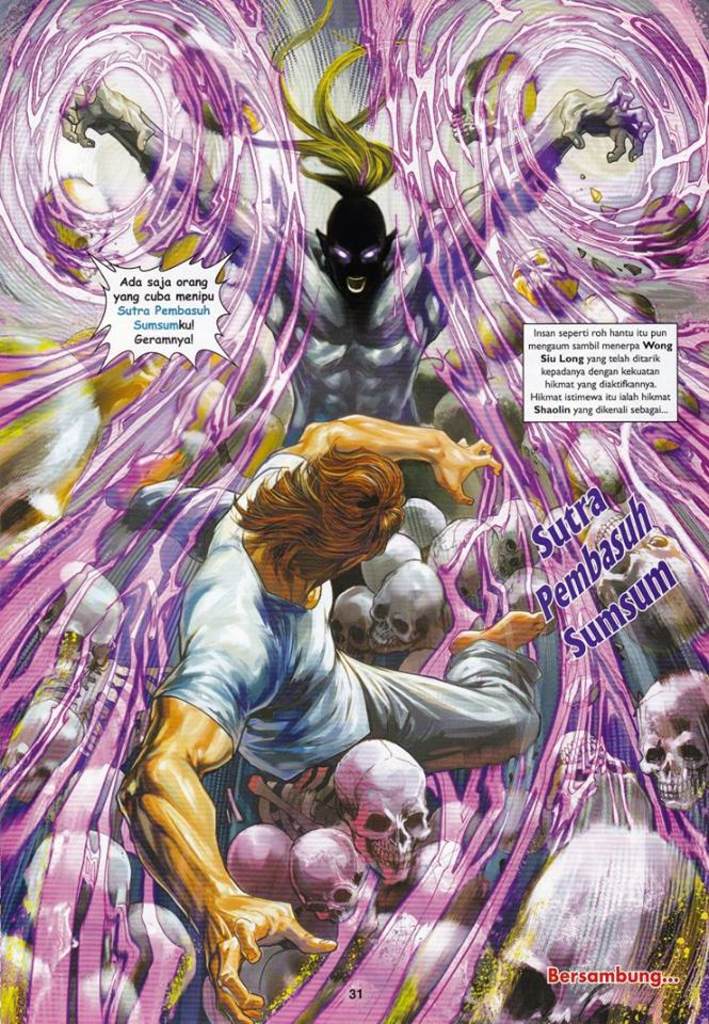 Ada saja orang
yang cuba menipu
Sutra Pembasuh
Sumsumku!
Geramnya!
Insan seperti roh hantu itu pun
mengaum sambil menerpa Wong
Siu Long yang telah ditarik
kepadanya dengan kekuatan
hikmat yang diaktifkannya.
Hikmat istimewa itu ialah hikmat
Shaolin yang dikenali sebagai...
Sutra
Pembasuh
Sumsum
Bersambung...
31